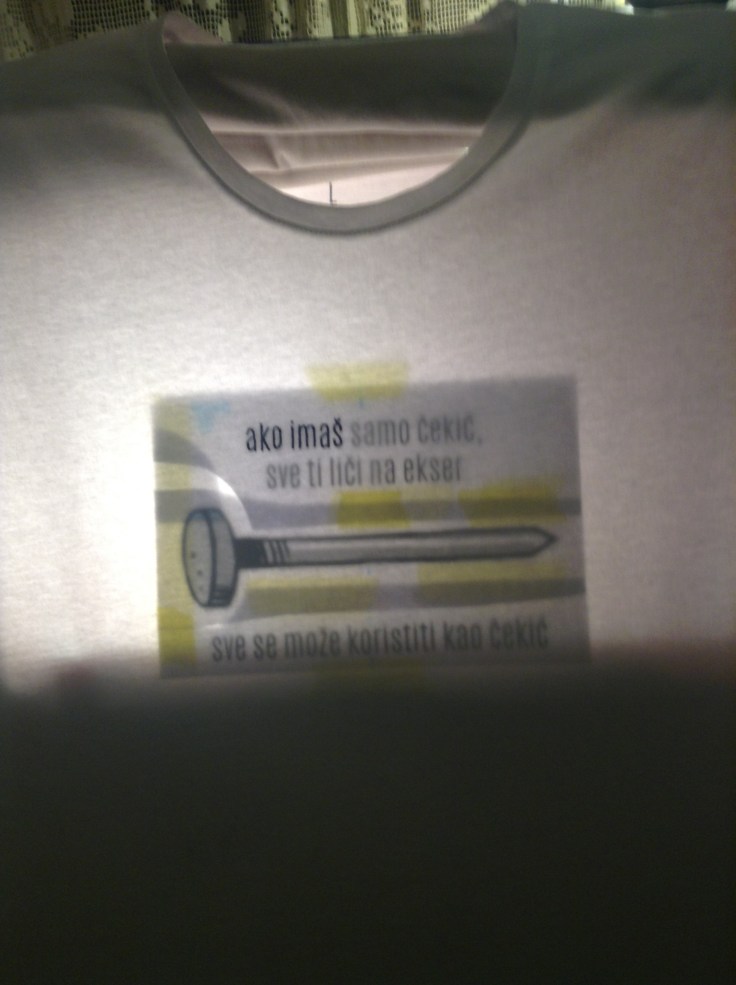 L
ako imaš samo čekić,
sve ti liči na ekser
sve se može koristiti kao čekić